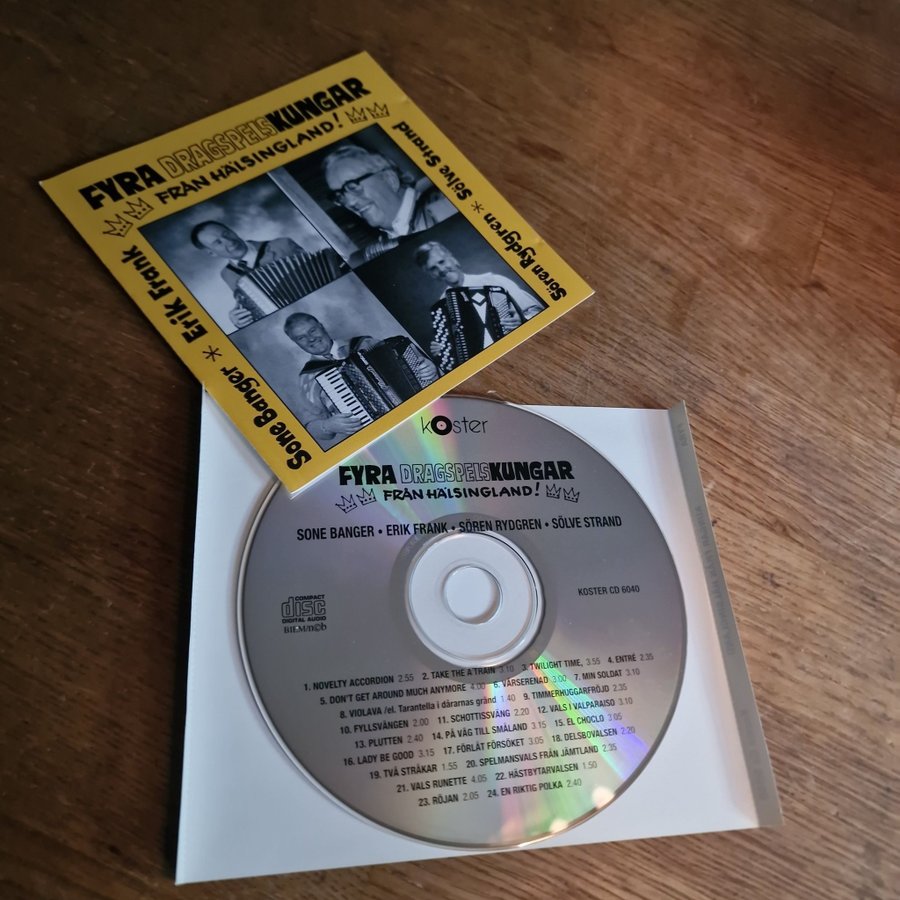 FYRA DRAGSPELSKUNGAR
FRÅN HÄLSINGLAND!
Sone Banger * Erik Frank
Sören Rydgren * Sölve Strand
köster
FYRA DRAGSPELSKUNGAR
FRÅN HÄLSINGLAND!
SONE BANGER • ERIK FRANK • SÖREN RYDGREN • SÖLVE STRAND
COMPACT
disc
DIGITAL AUDIO
BIEM/n©b
KOSTER CD 6040
1. NOVELTY ACCORDION 2.55 2. TAKE THE A TRAIN 3.10 3. TWILIGHT TIME, 3.55 4. ENTRÉ 2.35
5. DON'T GET AROUND MUCH ANYMORE 4.00 6. VÅRSERENAD 3.00 7. MIN SOLDAT 3.10
8. VIOLAVA /el. Tarantella i dårarnas gränd 1.40 9. TIMMERHUGGARFRÖJD 2.35
10. FYLLSVÅNGEN 2.00 11. SCHOTTISSVÄNG 2.20 12. VALS I VALPARAISO 3.10
13. PLUTTEN 2.40 14. PÅ VÄG TILL SMÅLAND 3.15 15. EL CHOCLO 3.05
16. LADY BE GOOD 3.15 17. FÖRLÅT FÖRSÖKET 3.05 18. DELSBOVALSEN 2.20
19. TVÅ STRÅKAR 1.55 20. SPELMANSVALS FRÅN JÄMTLAND 2.35
21. VALS RUNETTE 4.05 22. HÄSTBYTARVALSEN 1.50
23. RÖJAN 2.05 24. EN RIKTIG POLKA 2.40